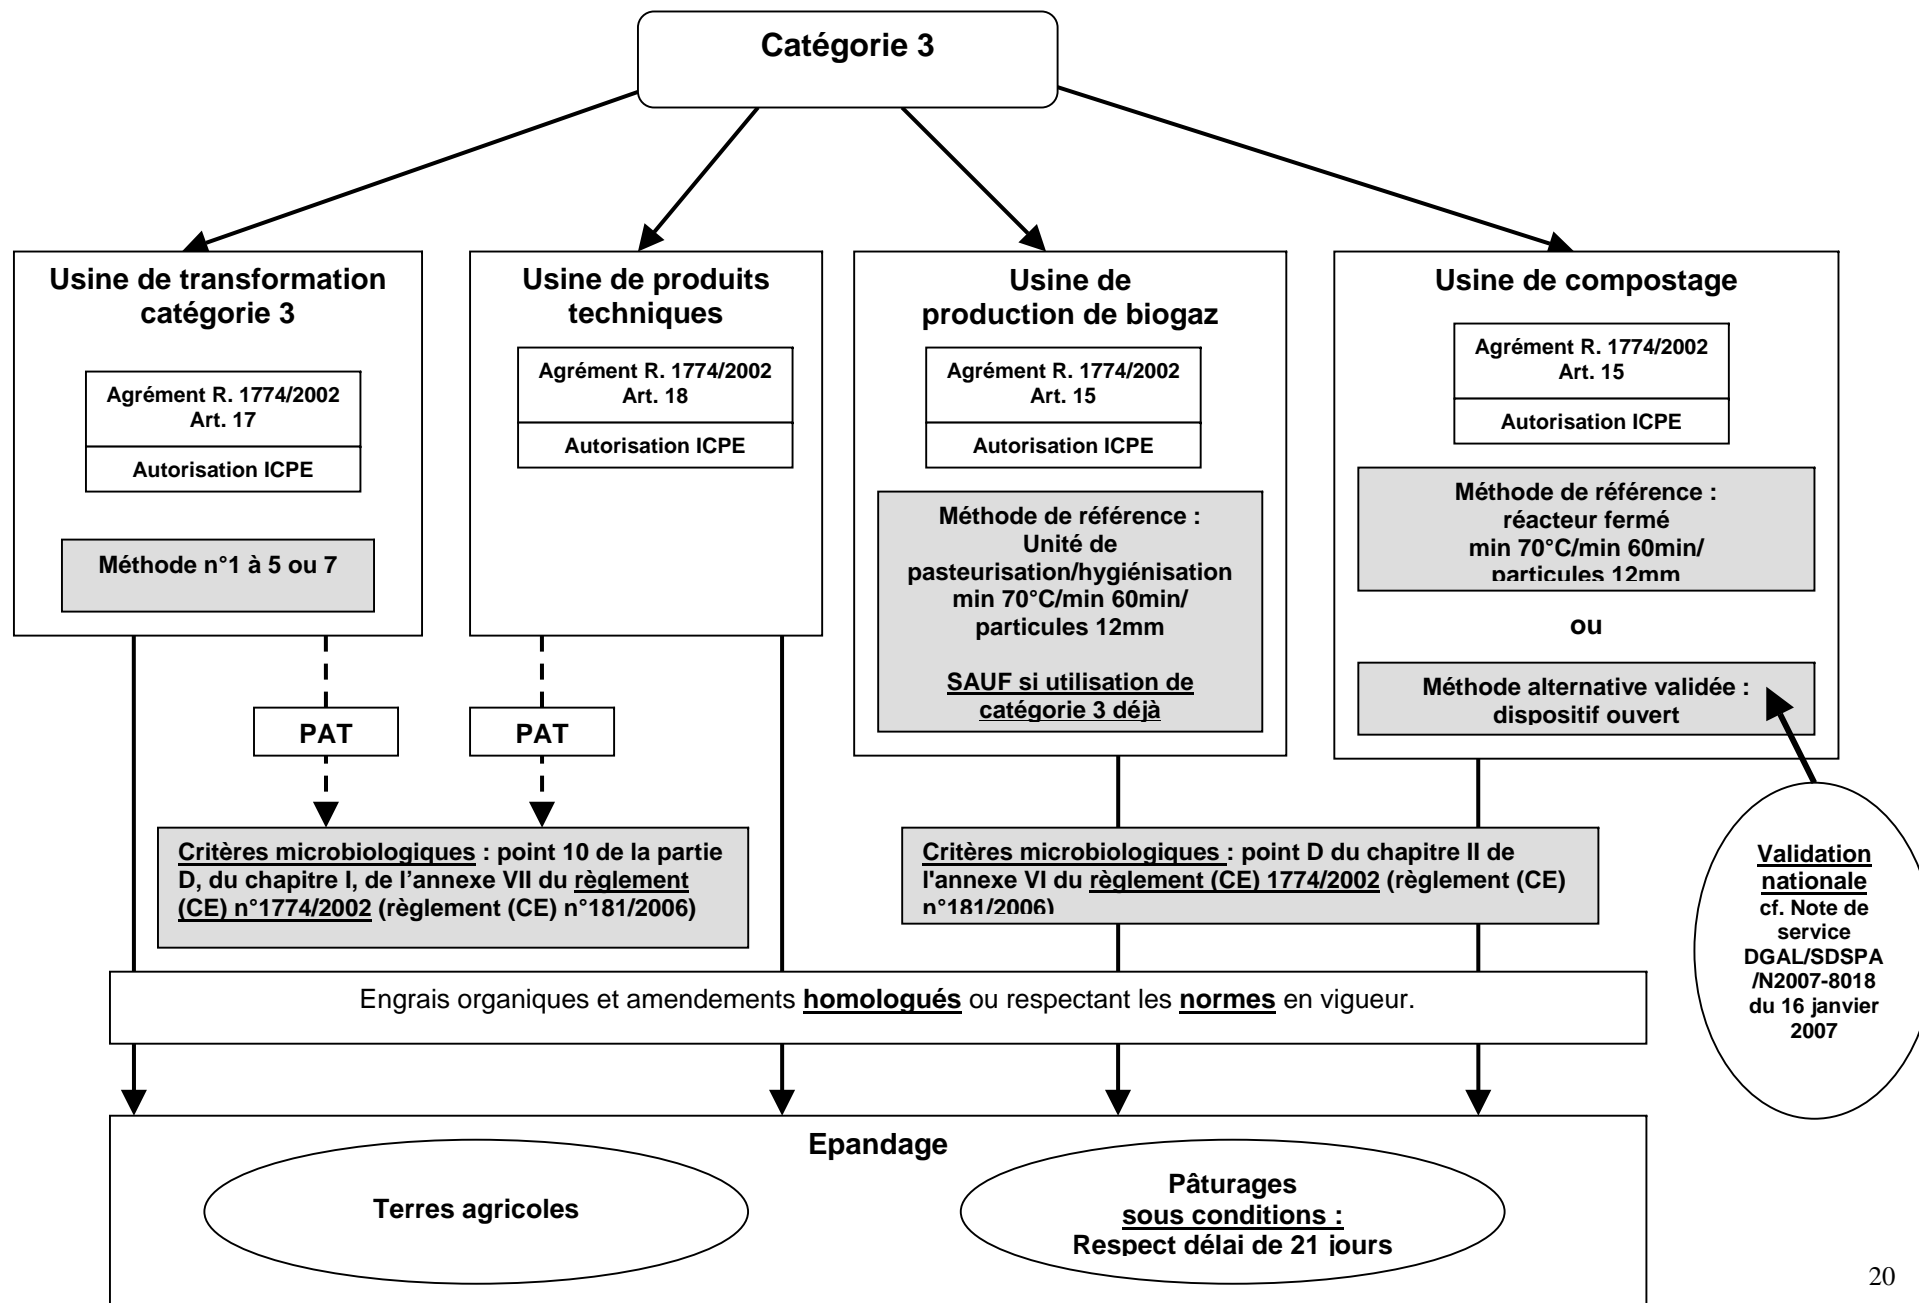 Catégorie 3
Usine de transformation
catégorie 3
Agrément R. 1774/2002
Art. 17
Autorisation ICPE
Méthode n°1 à 5 ou 7
Usine de produits
techniques
Agrément R. 1774/2002
Art. 18
Autorisation ICPE
Usine de
production de biogaz
Agrément R. 1774/2002
Art. 15
Autorisation ICPE
Méthode de référence :
Unité de
pasteurisation/hygiénisation
min 70°C/min 60min/
particules 12mm
SAUF si utilisation de
catégorie 3 déjà
Usine de compostage
Agrément R. 1774/2002
Art. 15
Autorisation ICPE
Méthode de référence :
réacteur fermé
min 70°C/min 60min/
particules 12mm
ou
Méthode alternative validée :
dispositif ouvert
PAT
PAT
Critères microbiologiques : point 10 de la partie
D, du chapitre I, de l’annexe VII du règlement
(CE) n°1774/2002 (règlement (CE) n°181/2006)
Critères microbiologiques : point D du chapitre II de
l'annexe VI du règlement (CE) 1774/2002 (règlement (CE)
n°181/2006)
Validation
nationale
cf. Note de
service
DGAL/SDSPA
/N2007-8018
du 16 janvier
2007
Engrais organiques et amendements homologués ou respectant les normes en vigueur.
Epandage
Terres agricoles
Pâturages
sous conditions :
Respect délai de 21 jours
20